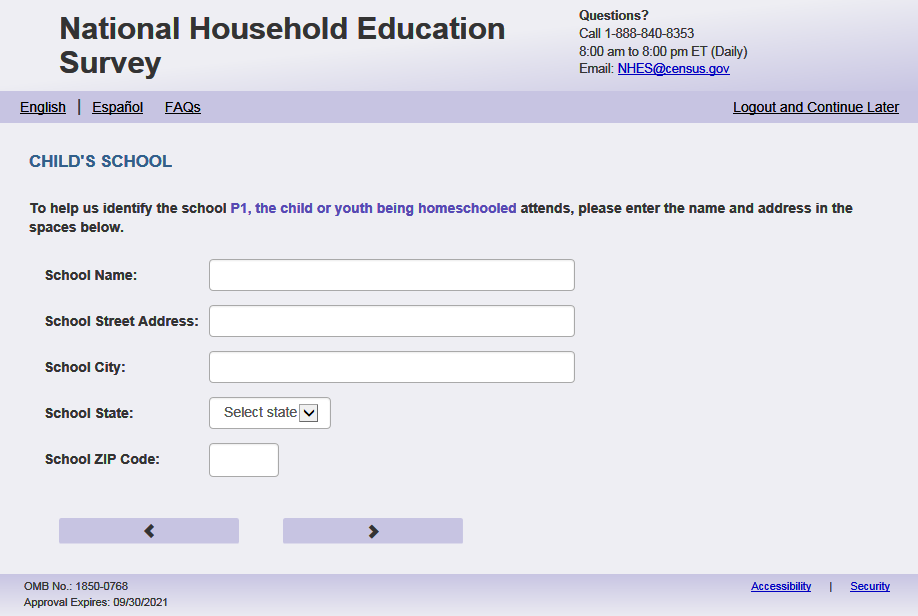 National Household Education
Survey
Questions?
Call 1-888-840-8353
8:00 am to 8:00 pm ET (Daily)
Email: NHES@census.gov
English | Español FAQs
Logout and Continue Later
CHILD'S SCHOOL
To help us identify the school P1, the child or youth being homeschooled attends, please enter the name and address in the
spaces below.
School Name:
School Street Address:
School City:
School State: Select state
School ZIP Code:
OMB No.: 1850-0768
Approval Expires: 09/30/2021
Accessibility | Security